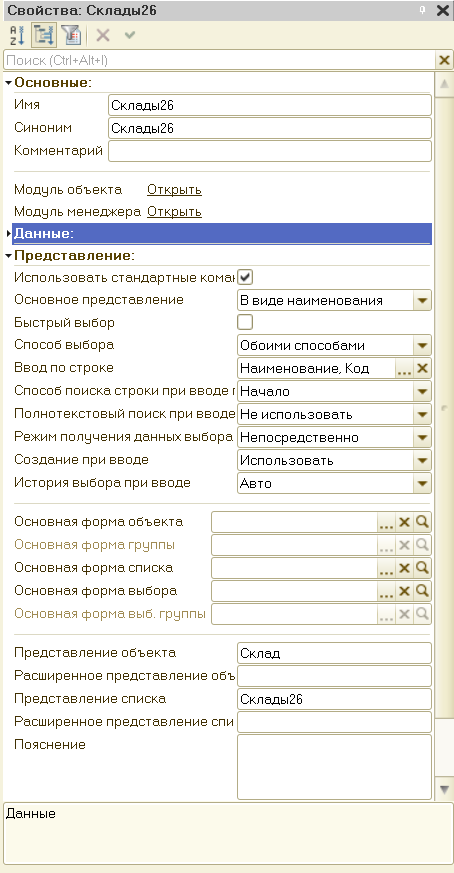 Свойства: Склады26
Поиск (Ctrl+Alt+I)
Основные:
Имя Склады26
Синоним Склады26
Комментарий
Модуль объекта Открыть
Модуль менеджера Открыть
Данные:
Представление:
Использовать стандартные кома
Основное представление В виде наименования
Быстрый выбор
Способ выбора Обоими способами
Ввод по строке Наименование, Код ...
Способ поиска строки при вводе Начало
Полнотекстовый поиск при вводе Не использовать
Режим получения данных выбора Непосредственно
Создание при вводе Использовать
История выбора при вводе Авто
Основная форма объекта ...
Основная форма группы ...
Основная форма списка ...
Основная форма выбора ...
Основная форма выб. группы ...
Представление объекта Склад
Расширенное представление объ
Представление списка Склады26
Расширенное представление спи
Пояснение
Данные